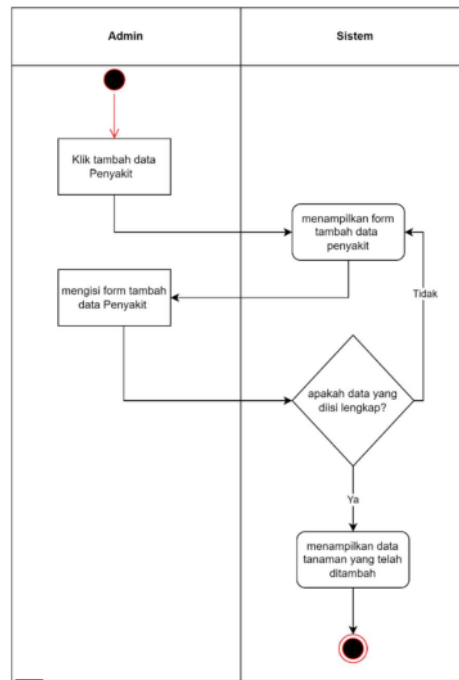 Admin
Sistem
Klik tambah data
Penyakit
menampilkan form
tambah data
penyakit
mengisi form tambah
data Penyakit
Tidak
apakah data yang
diisi lengkap?
Ya
menampilkan data
tanaman yang telah
ditambah